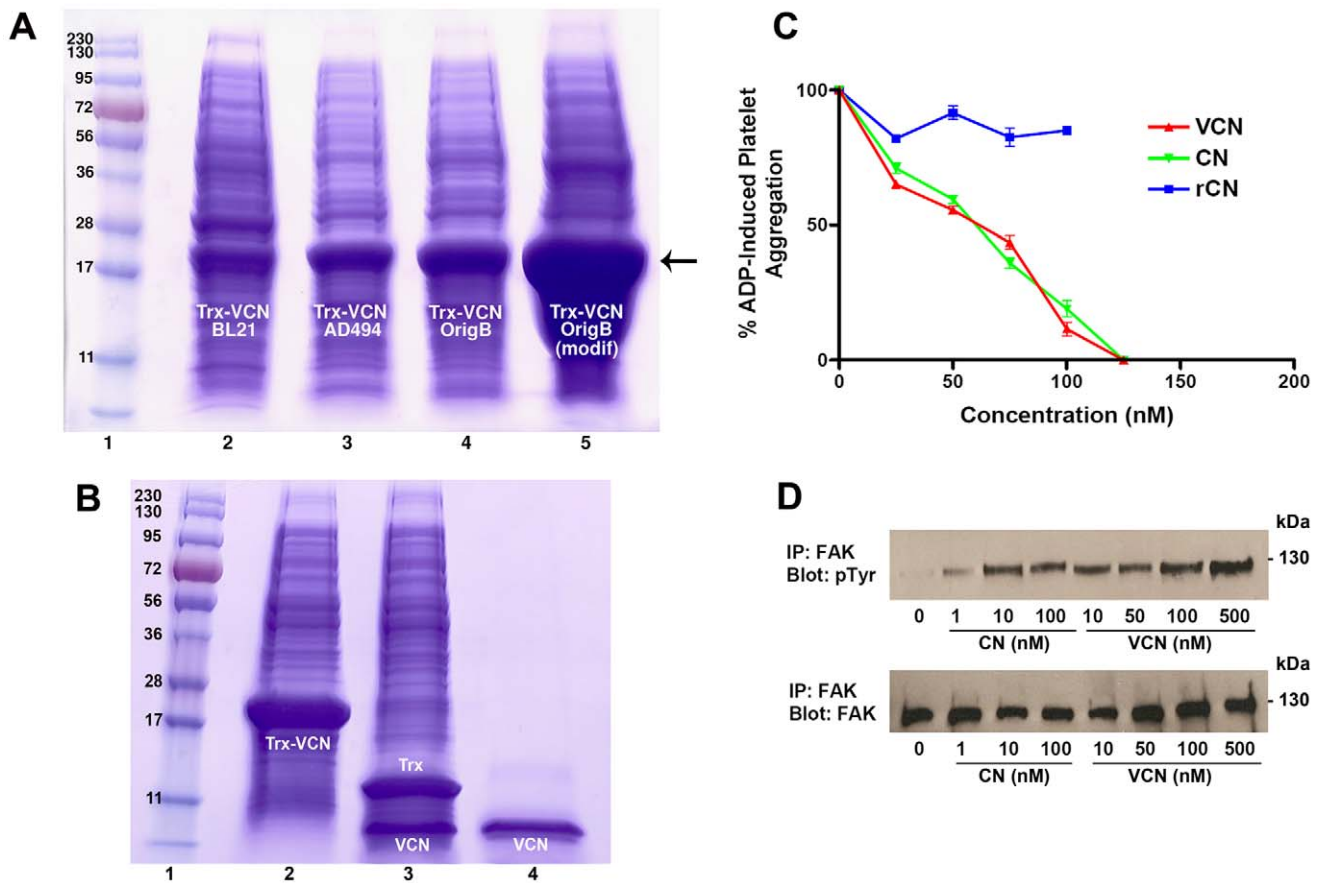 A
230
130
95
72
56
36
28
17
11
Trx-VCN
BL21
Trx-VCN
AD494
Trx-VCN
OrigB
Trx-VCN
OrigB
(modif)
1 2 3 4 5
B
230
130
95
72
56
36
28
17
11
Trx-VCN
Trx
VCN
VCN
1 2 3 4
C
% ADP-Induced Platelet
Aggregation
100
50
0
0 50 100 150 200
Concentration (nM)
VCN
CN
rCN
D
kDa
IP: FAK
Blot: pTyr
- 130
0 1 10 100 10 50 100 500
CN (nM) VCN (nM)
kDa
IP: FAK
Blot: FAK
- 130
0 1 10 100 10 50 100 500
CN (nM) VCN (nM)